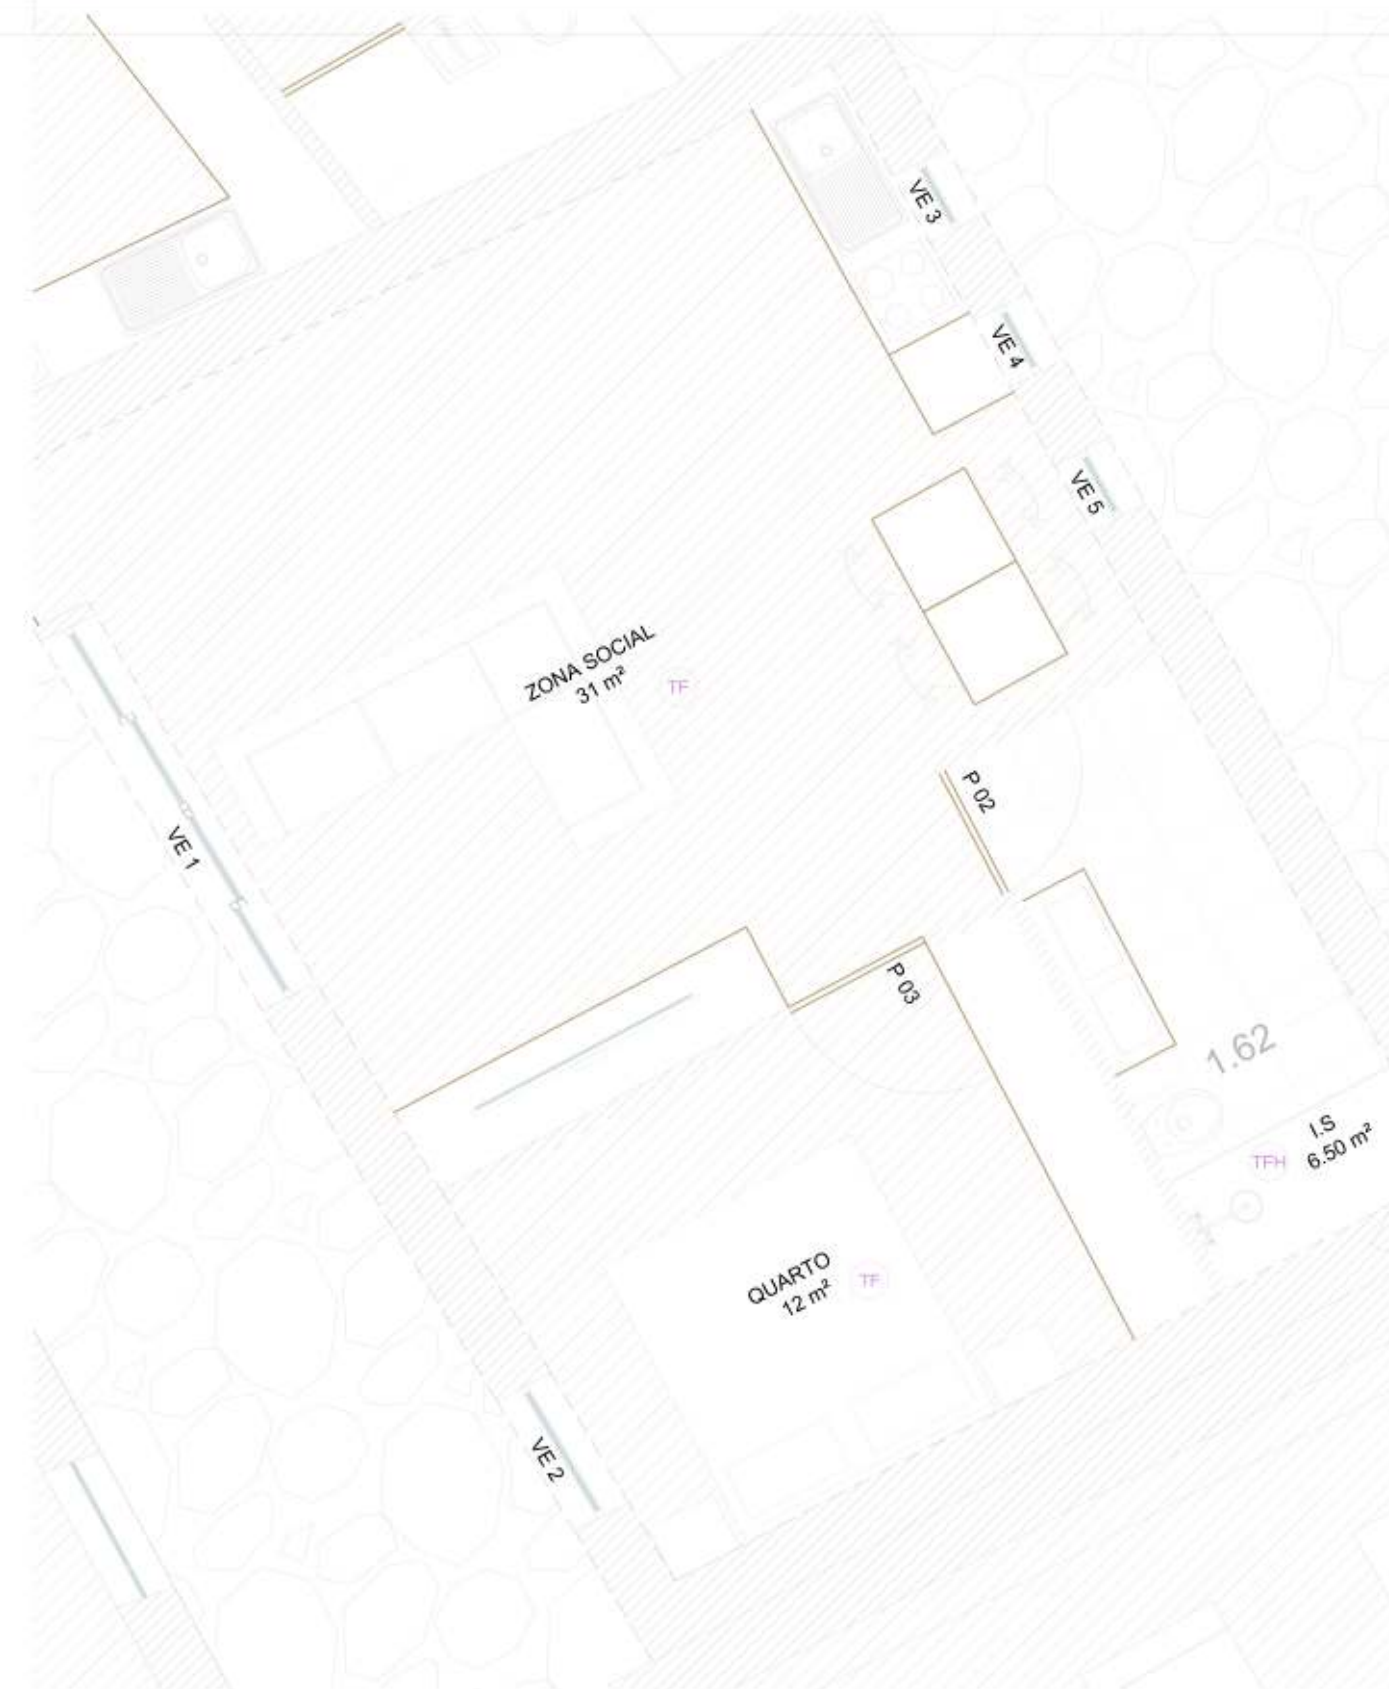 VE 3
VE 4
VE 5
ZONA SOCIAL
31 m²
TF
P 02
VE 1
P 03
1.62
I.S
6.50 m²
TFH
QUARTO
12 m²
TF
VE 2